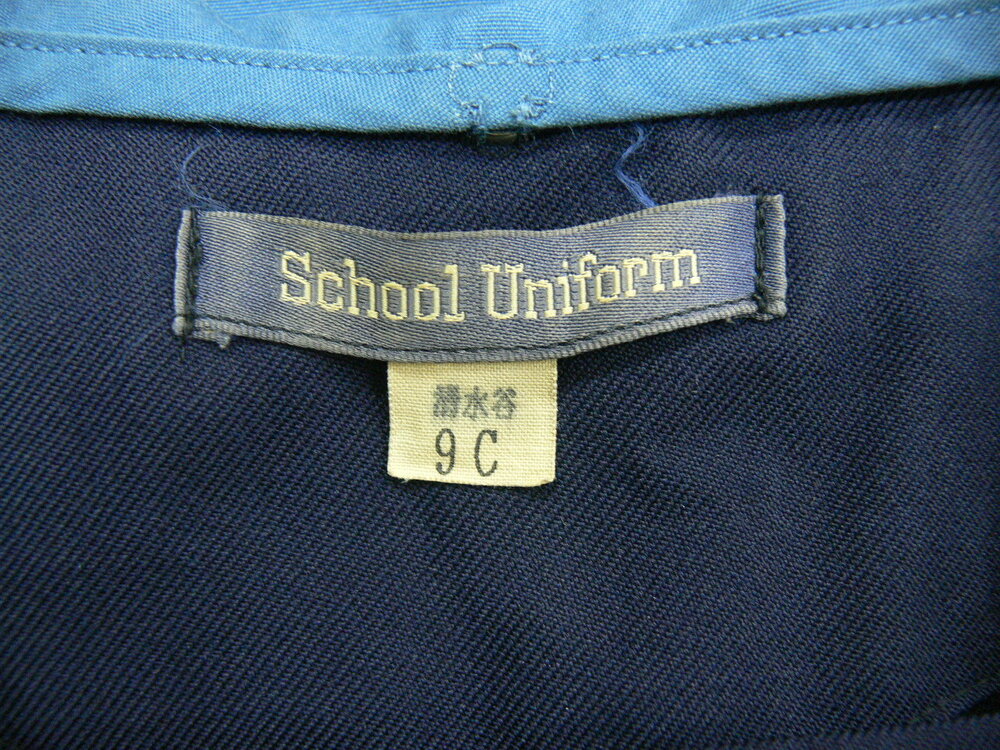 School Uniform
清水谷
9C